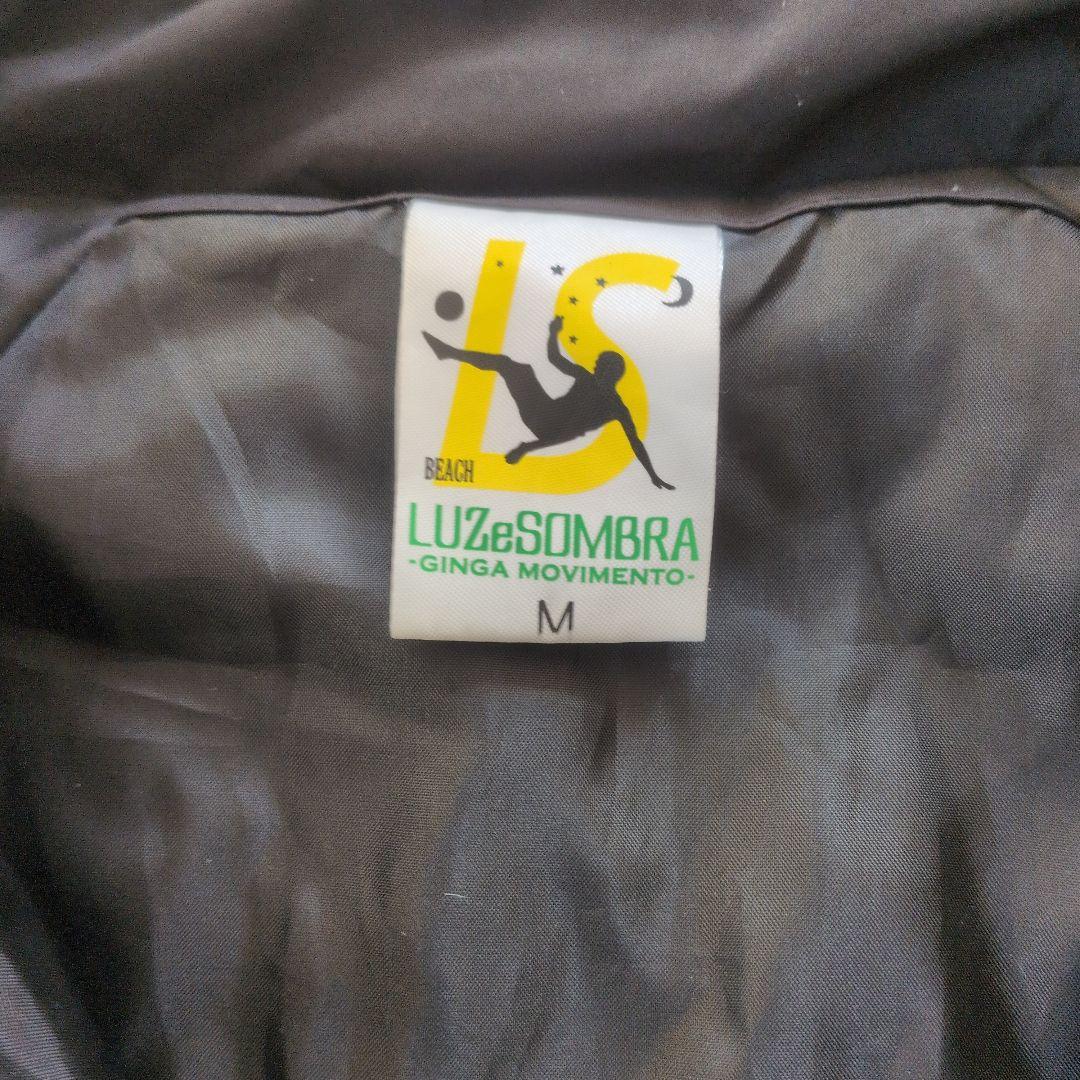 LS
BEACH
LUZeSOMBRA
-GINGA MOVIMENTO-
M